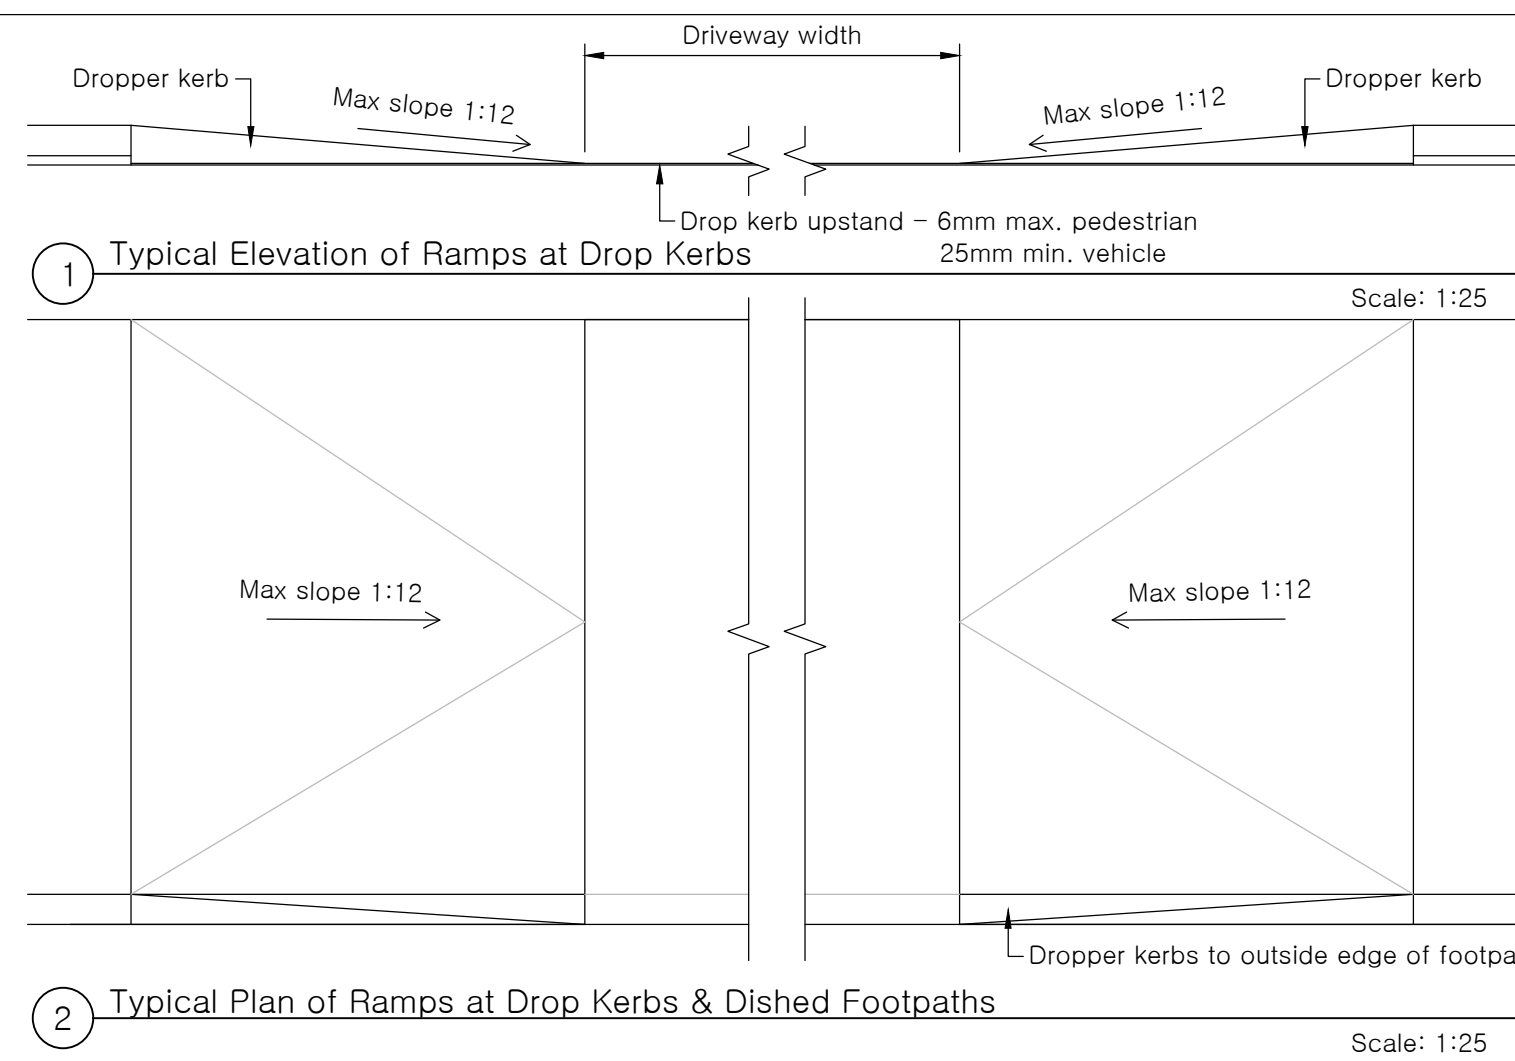 Driveway width
Dropper kerb
Max slope 1:12
Max slope 1:12
Dropper kerb
Drop kerb upstand - 6mm max. pedestrian
25mm min. vehicle
1 Typical Elevation of Ramps at Drop Kerbs
Scale: 1:25
Max slope 1:12
Max slope 1:12
Dropper kerbs to outside edge of footpa
2 Typical Plan of Ramps at Drop Kerbs & Dished Footpaths
Scale: 1:25